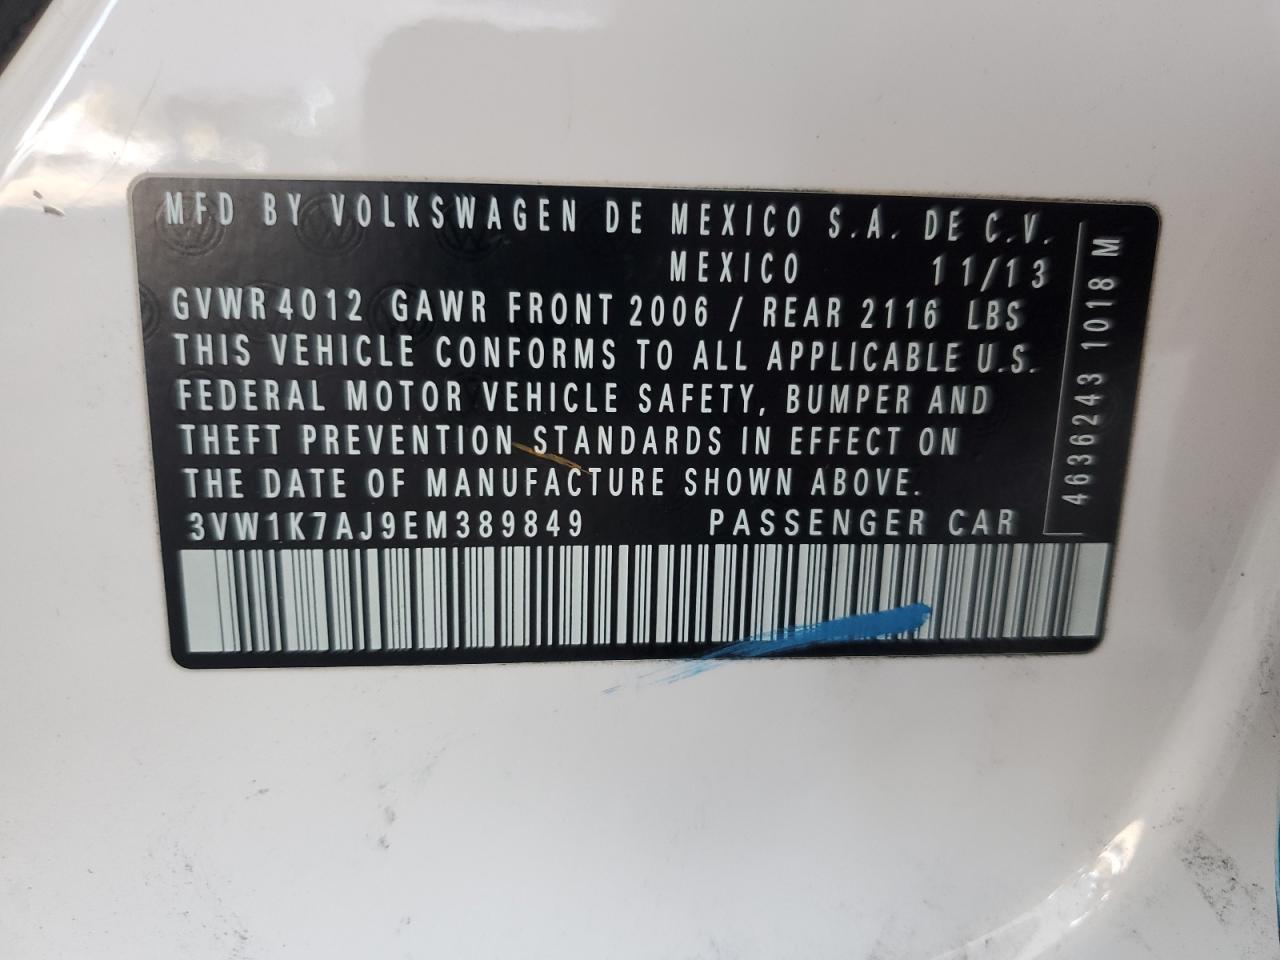 MFD BY VOLKSWAGEN DE MEXICO S.A. DE C.V.
MEXICO 11/13
GVWR 4012 GAWR FRONT 2006 / REAR 2116 LBS
THIS VEHICLE CONFORMS TO ALL APPLICABLE U.S.
FEDERAL MOTOR VEHICLE SAFETY, BUMPER AND
THEFT PREVENTION STANDARDS IN EFFECT ON
THE DATE OF MANUFACTURE SHOWN ABOVE.
3VW1K7AJ9EM389849 PASSENGER CAR
4636243 1018 M